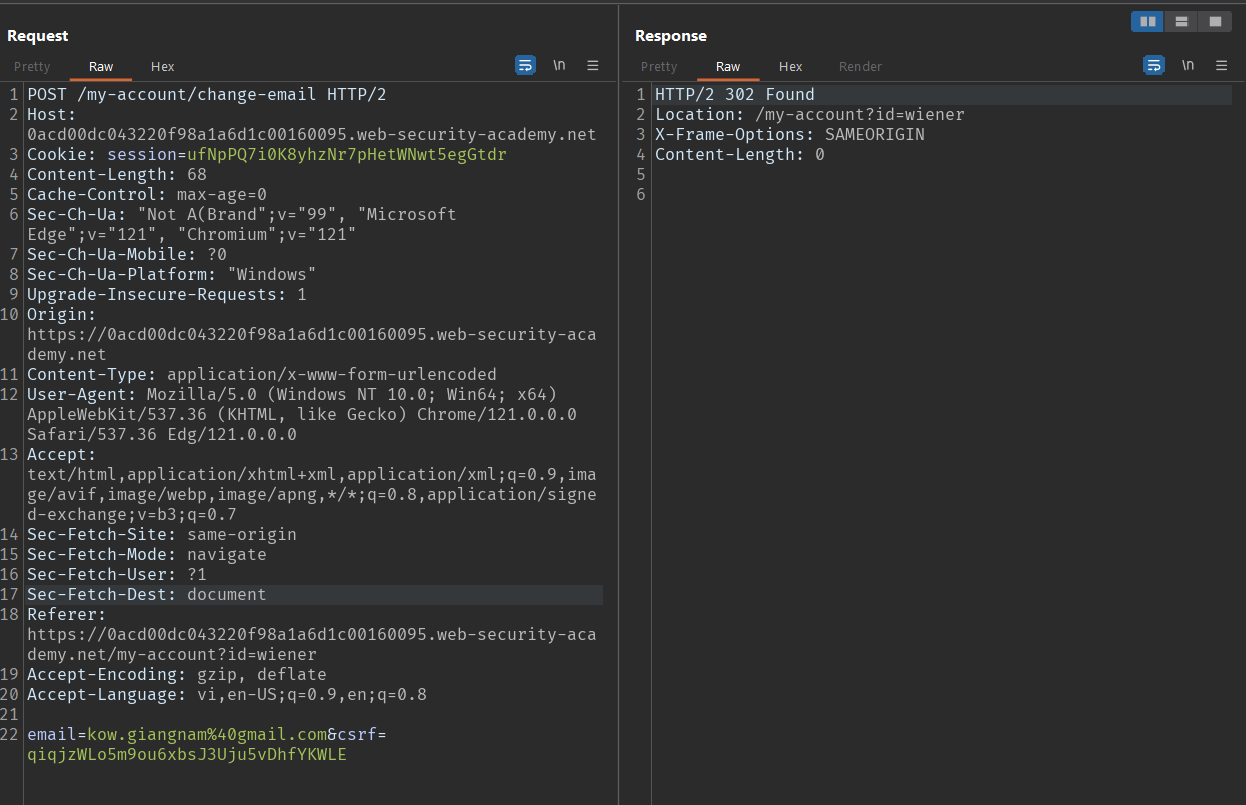 Request
Pretty Raw Hex \n
1 POST /my-account/change-email HTTP/2
2 Host:
0acd00dc043220f98a1a6d1c00160095.web-security-academy.net
3 Cookie: session=ufNpPQ7i0K8yhzNr7pHetWNwt5egGtdr
4 Content-Length: 68
5 Cache-Control: max-age=0
6 Sec-Ch-Ua: "Not A(Brand";v="99", "Microsoft
Edge";v="121", "Chromium";v="121"
7 Sec-Ch-Ua-Mobile: ?0
8 Sec-Ch-Ua-Platform: "Windows"
9 Upgrade-Insecure-Requests: 1
10 Origin:
https://0acd00dc043220f98a1a6d1c00160095.web-security-aca
demy.net
11 Content-Type: application/x-www-form-urlencoded
12 User-Agent: Mozilla/5.0 (Windows NT 10.0; Win64; x64)
AppleWebKit/537.36 (KHTML, like Gecko) Chrome/121.0.0.0
Safari/537.36 Edg/121.0.0.0
13 Accept:
text/html,application/xhtml+xml,application/xml;q=0.9,ima
ge/avif,image/webp,image/apng,*/*;q=0.8,application/signe
d-exchange;v=b3;q=0.7
14 Sec-Fetch-Site: same-origin
15 Sec-Fetch-Mode: navigate
16 Sec-Fetch-User: ?1
17 Sec-Fetch-Dest: document
18 Referer:
https://0acd00dc043220f98a1a6d1c00160095.web-security-aca
demy.net/my-account?id=wiener
19 Accept-Encoding: gzip, deflate
20 Accept-Language: vi,en-US;q=0.9,en;q=0.8
21
22 email=kow.giangnam%40gmail.com&csrf=
qiqjzWLo5m9ou6xbsJ3Uju5vDhfYKWLE
Response
Pretty Raw Hex Render \n
1 HTTP/2 302 Found
2 Location: /my-account?id=wiener
3 X-Frame-Options: SAMEORIGIN
4 Content-Length: 0
5
6